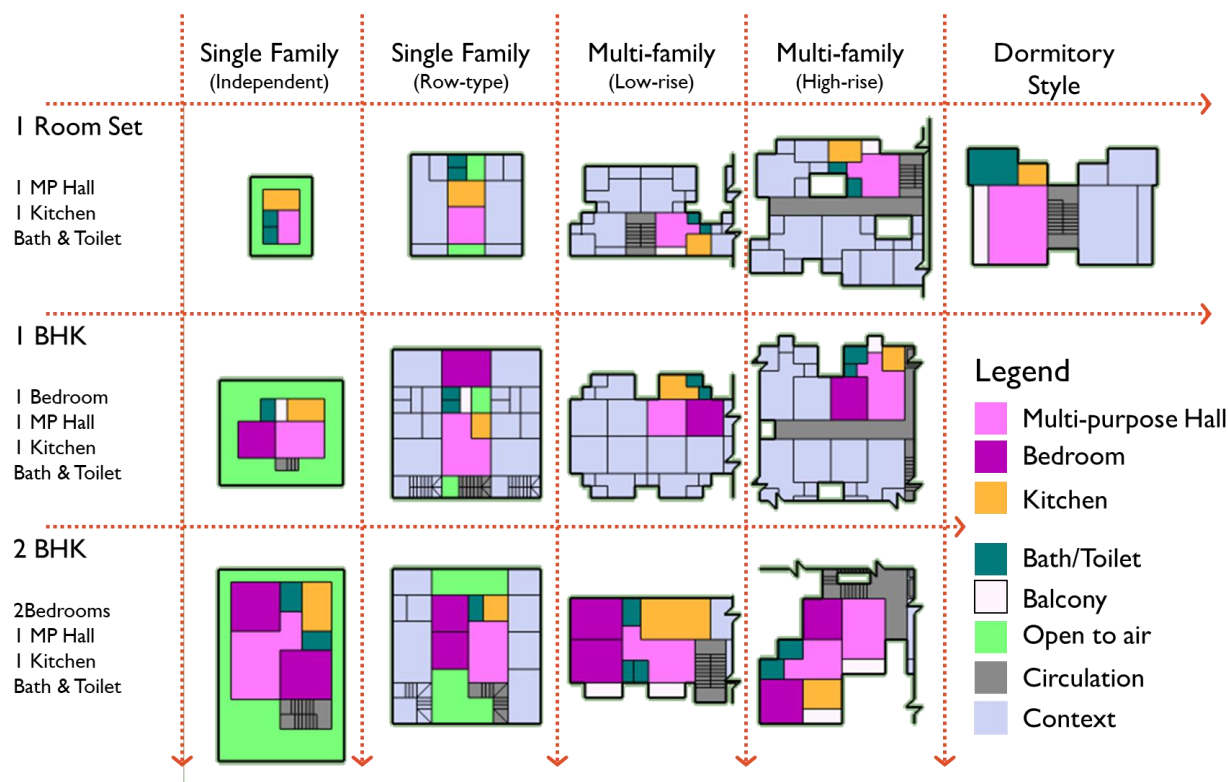 Single Family
(Independent)
Single Family
(Row-type)
Multi-family
(Low-rise)
Multi-family
(High-rise)
Dormitory
Style
1 Room Set
1 MP Hall
1 Kitchen
Bath & Toilet
1 BHK
1 Bedroom
1 MP Hall
1 Kitchen
Bath & Toilet
2 BHK
2Bedrooms
1 MP Hall
1 Kitchen
Bath & Toilet
Legend
Multi-purpose Hall
Bedroom
Kitchen
Bath/Toilet
Balcony
Open to air
Circulation
Context